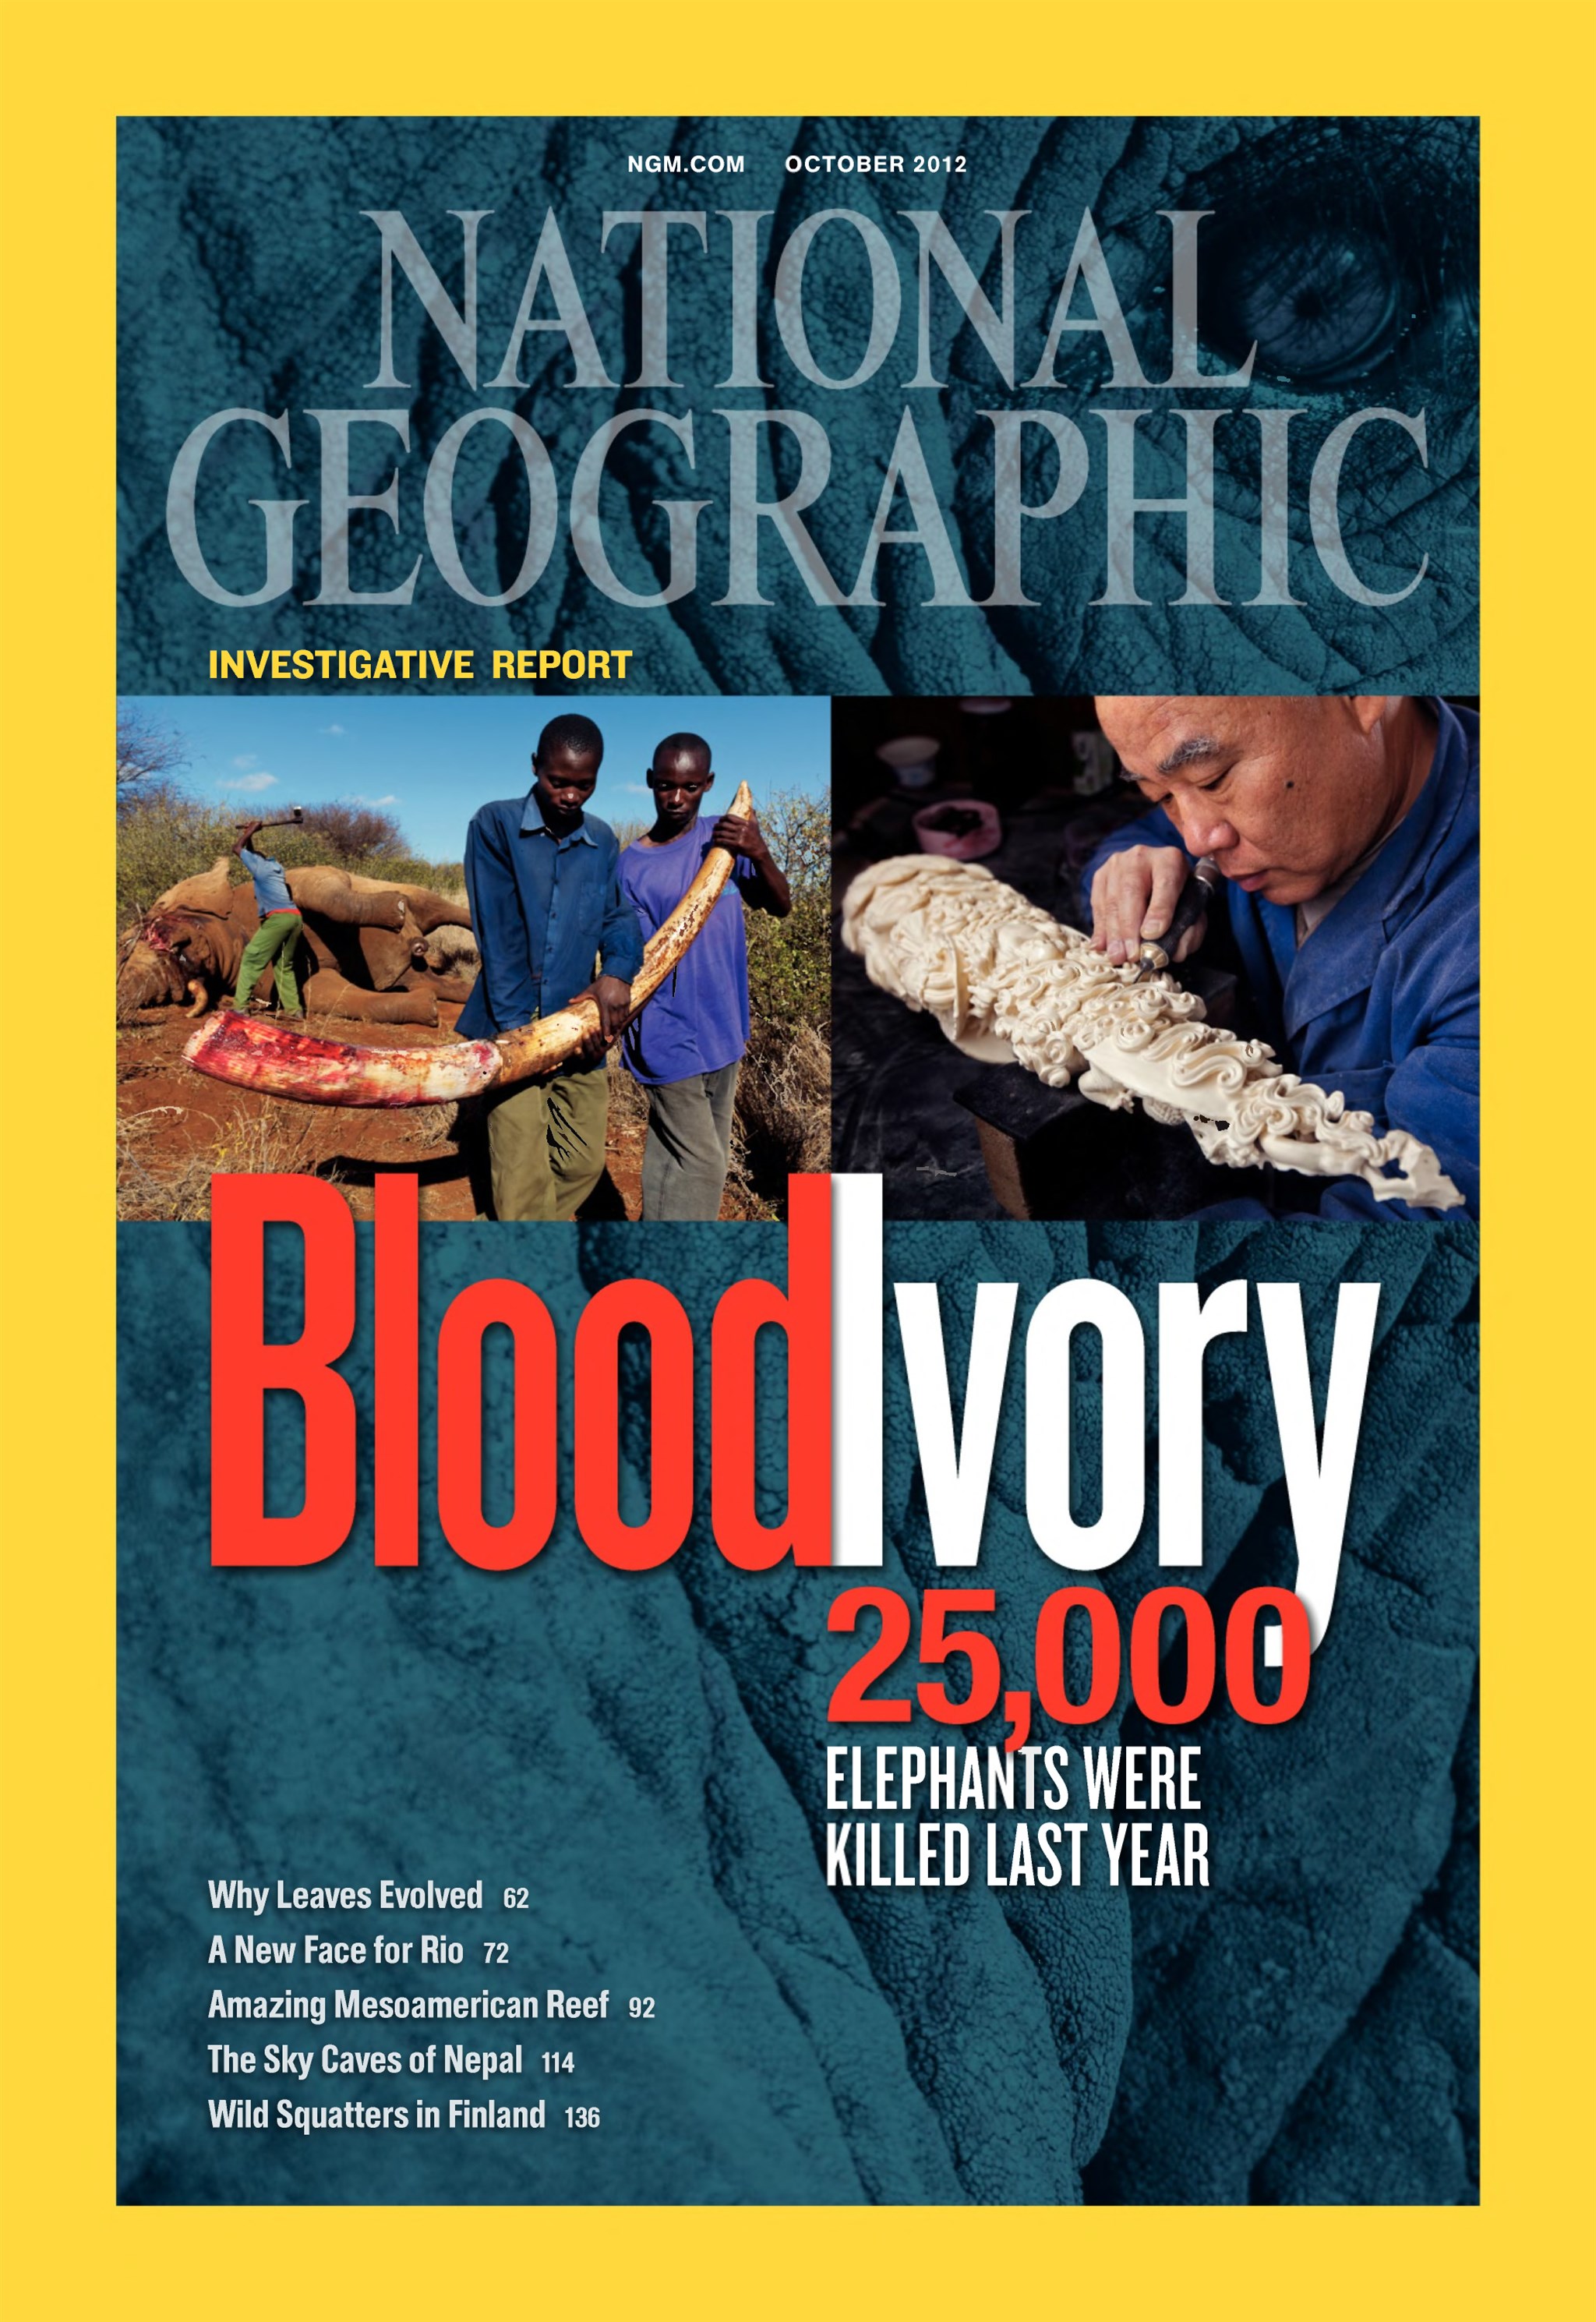 NGM.COM OCTOBER 2012
NATIONAL
GEOGRAPHIC
INVESTIGATIVE REPORT
BloodIvory
25,000
ELEPHANTS WERE
KILLED LAST YEAR
Why Leaves Evolved 62
A New Face for Rio 72
Amazing Mesoamerican Reef 92
The Sky Caves of Nepal 114
Wild Squatters in Finland 136